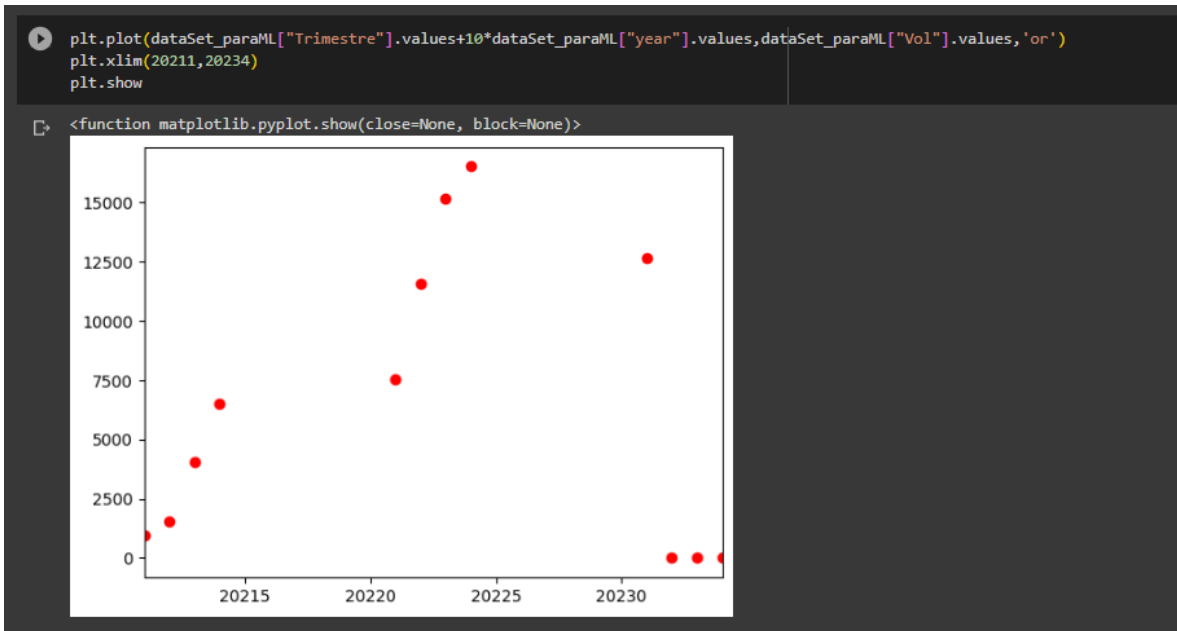 plt.plot(dataSet_paraML["Trimestre"].values+10*dataSet_paraML["year"].values,dataSet_paraML["Vol"].values,'or')
plt.xlim(20211,20234)
plt.show
<function matplotlib.pyplot.show(close=None, block=None)>
15000
12500
10000
7500
5000
2500
0
20215 20220 20225 20230